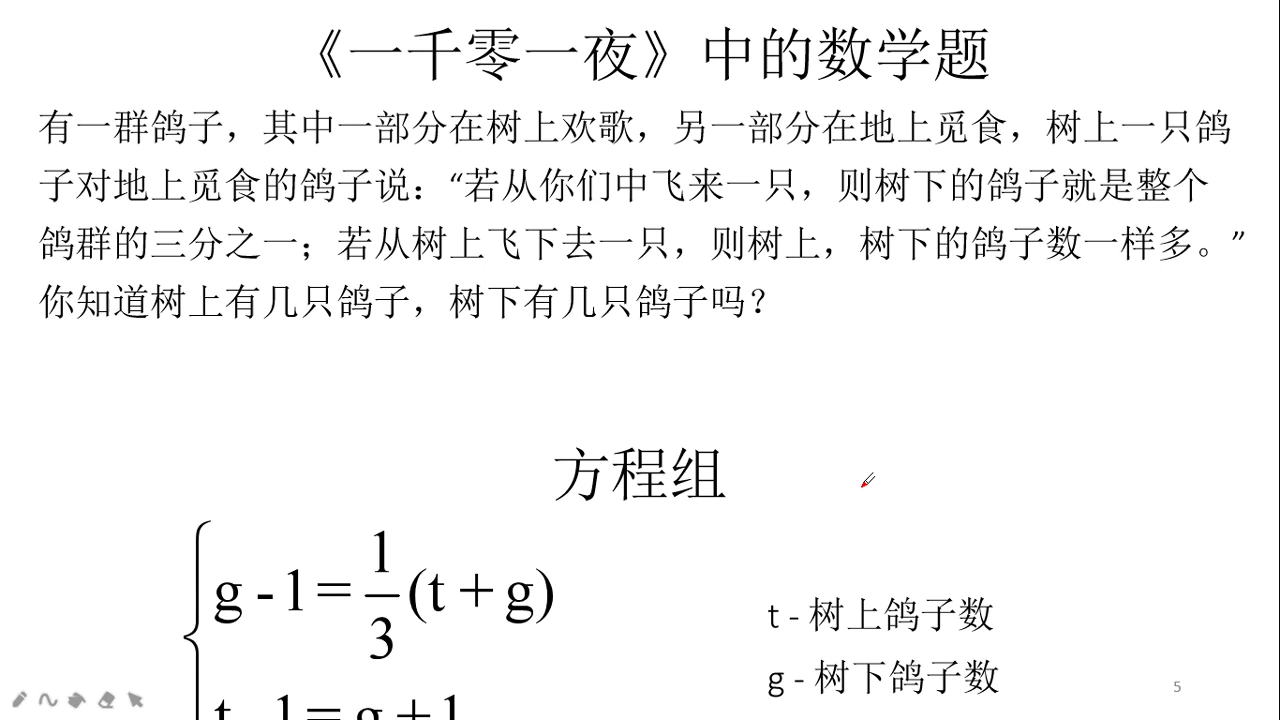 《一千零一夜》中的数学题
有一群鸽子，其中一部分在树上欢歌，另一部分在地上觅食，树上一只鸽
子对地上觅食的鸽子说：“若从你们中飞来一只，则树下的鸽子就是整个
鸽群的三分之一；若从树上飞下去一只，则树上，树下的鸽子数一样多。”
你知道树上有几只鸽子，树下有几只鸽子吗？
方程组
g - 1 = 1/3 (t + g)
t - 树上鸽子数
g - 树下鸽子数
5
t - 1 = g + 1